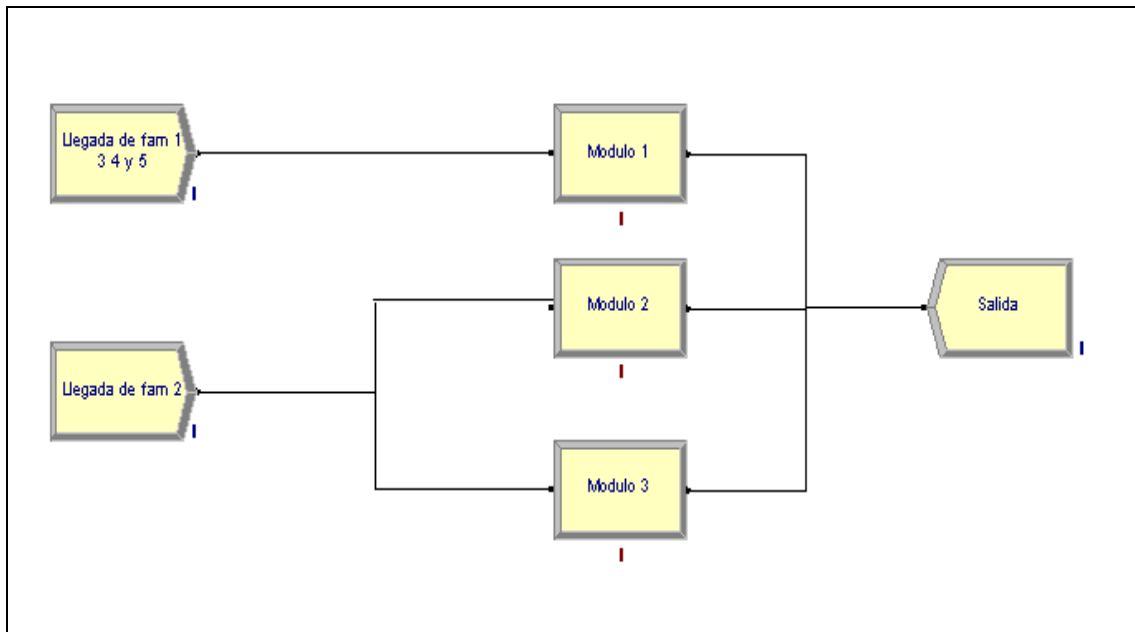 Llegada de fam 1
3 4 y 5
Modulo 1
Modulo 2
Salida
Llegada de fam 2
Modulo 3